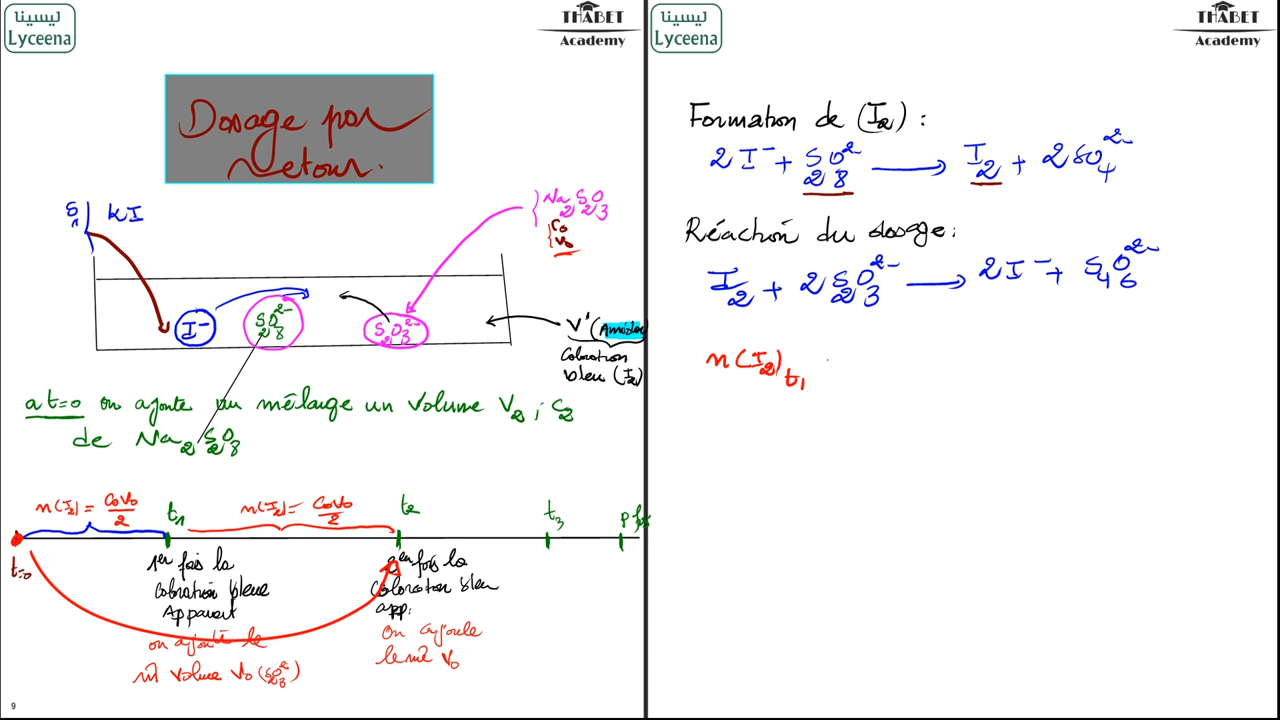 ليسينا
Lyceena
THABET
Academy
Dosage par
retour.
S₁ | KI
Na₂S₂O₃
C₀
V₀
I⁻
S₂O₈²⁻
S₂O₃²⁻
V' (Amidon
Coloration
bleu (I₂)
à t=0 on ajoute au mélange un volume V₂ ; C₂
de Na₂S₂O₈
n(I₂) = C₀V₀/2
n(I₂) = C₀V₀/2
t=0
t₁
t₂
t₃
p fois
1er fois la
Coloration bleue
Apparait
on ajoute le
m̂ volume V₀ (S₂O₃²⁻)
2em fois la
Coloration bleu
app.
On ajoute
le m̂ V₀
9
ليسينا
Lyceena
THABET
Academy
Formation de (I₂) :
2I⁻ + S₂O₈²⁻ → I₂ + 2SO₄²⁻
Réaction du dosage :
I₂ + 2S₂O₃²⁻ → 2I⁻ + S₄O₆²⁻
n(I₂)t₁